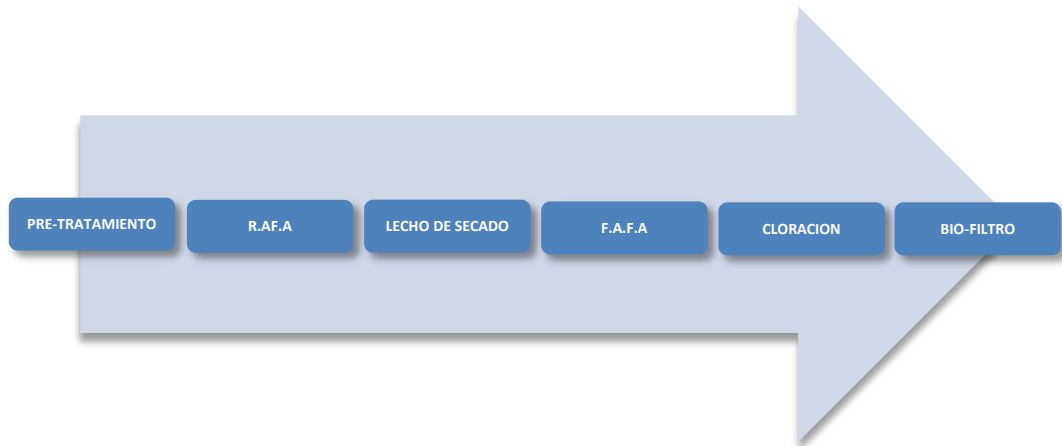 PRE-TRATAMIENTO
R.AF.A
LECHO DE SECADO
F.A.F.A
CLORACION
BIO-FILTRO